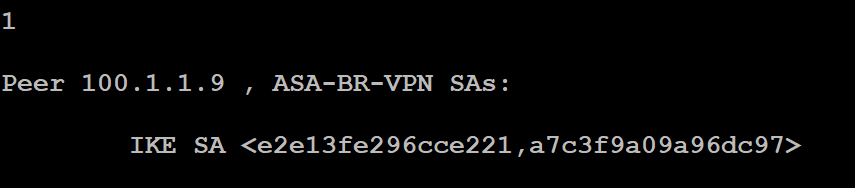 1
Peer 100.1.1.9 , ASA-BR-VPN SAs:
IKE SA <e2e13fe296cce221,a7c3f9a09a96dc97>